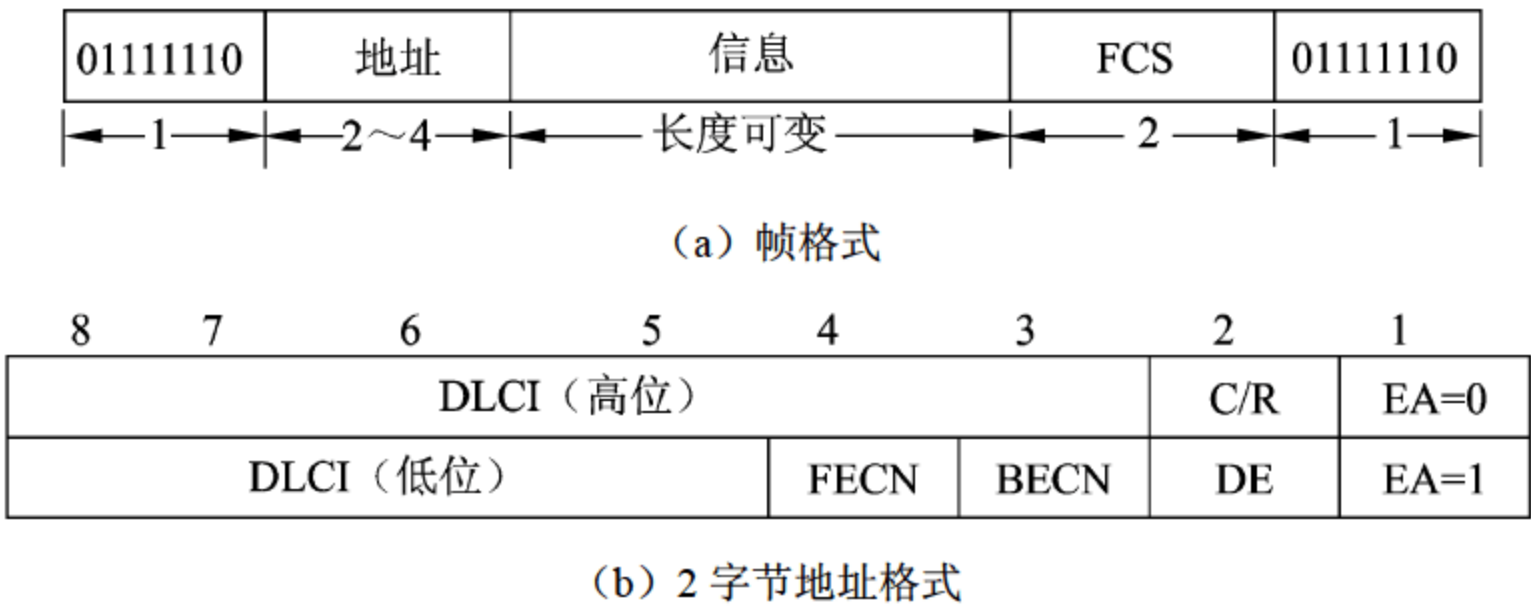 01111110 地址 信息 FCS 01111110
1 2～4 长度可变 2 1
（a）帧格式
8 7 6 5 4 3 2 1
DLCI（高位） C/R EA=0
DLCI（低位） FECN BECN DE EA=1
（b）2 字节地址格式